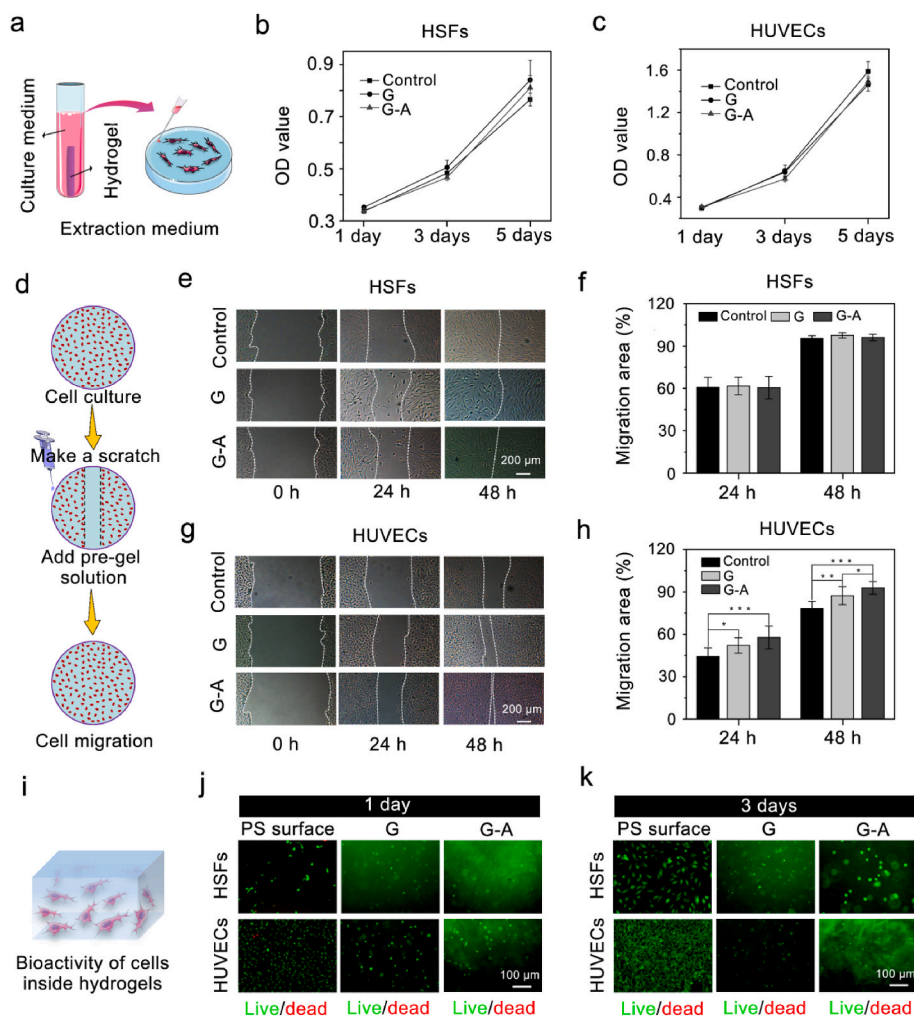 a
Culture medium
Hydrogel
Extraction medium
b
HSFs
OD value
0.9
0.7
0.5
0.3
Control
G
G-A
1 day
3 days
5 days
c
HUVECs
OD value
1.6
1.2
0.8
0.4
Control
G
G-A
1 day
3 days
5 days
d
Cell culture
Make a scratch
Add pre-gel
solution
Cell migration
e
HSFs
Control
G
G-A
200 μm
0 h
24 h
48 h
f
HSFs
Migration area (%)
120
90
60
30
0
Control
G
G-A
24 h
48 h
g
HUVECs
Control
G
G-A
200 μm
0 h
24 h
48 h
h
HUVECs
Migration area (%)
120
90
60
30
0
Control
G
G-A
*
***
**
*
***
24 h
48 h
i
Bioactivity of cells
inside hydrogels
j
1 day
PS surface
G
G-A
HSFs
HUVECs
100 μm
Live/dead
Live/dead
Live/dead
k
3 days
PS surface
G
G-A
HSFs
HUVECs
100 μm
Live/dead
Live/dead
Live/dead